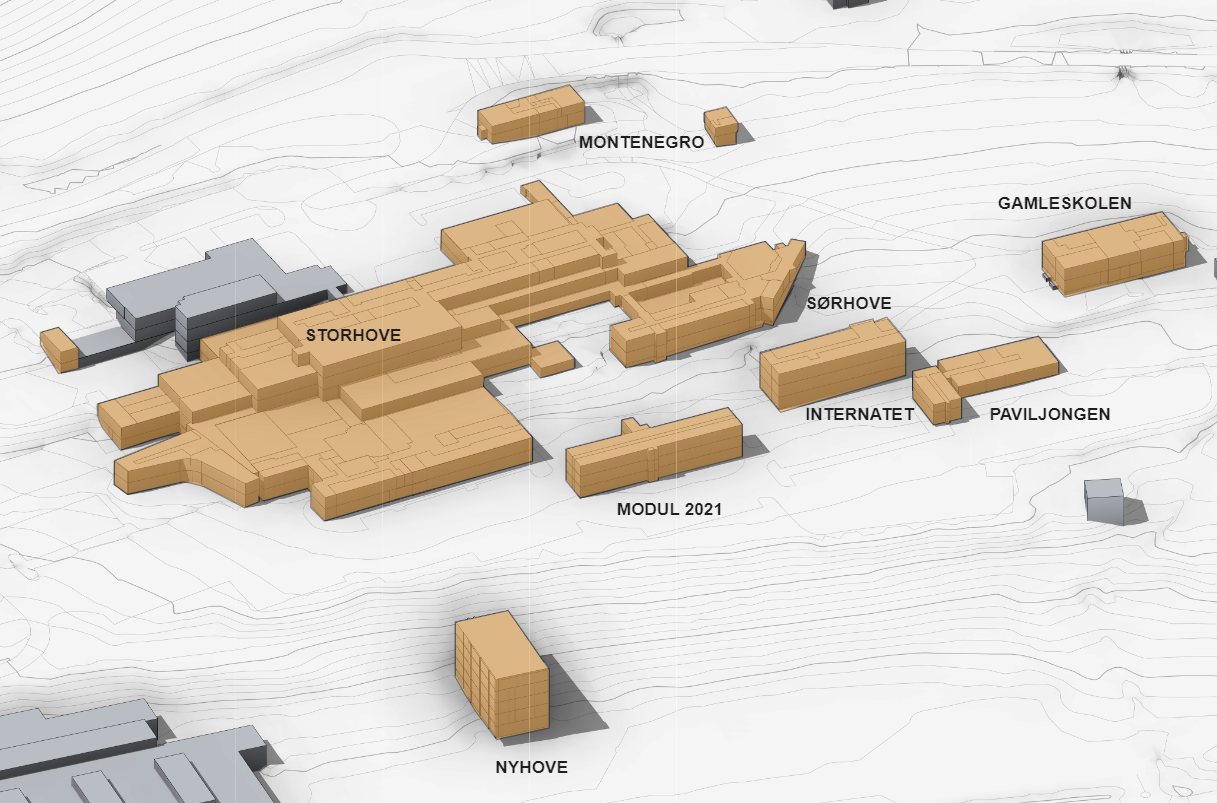 MONTENEGRO
GAMLESKOLEN
SØRHOVE
STORHOVE
INTERNATET
PAVILJONGEN
MODUL 2021
NYHOVE